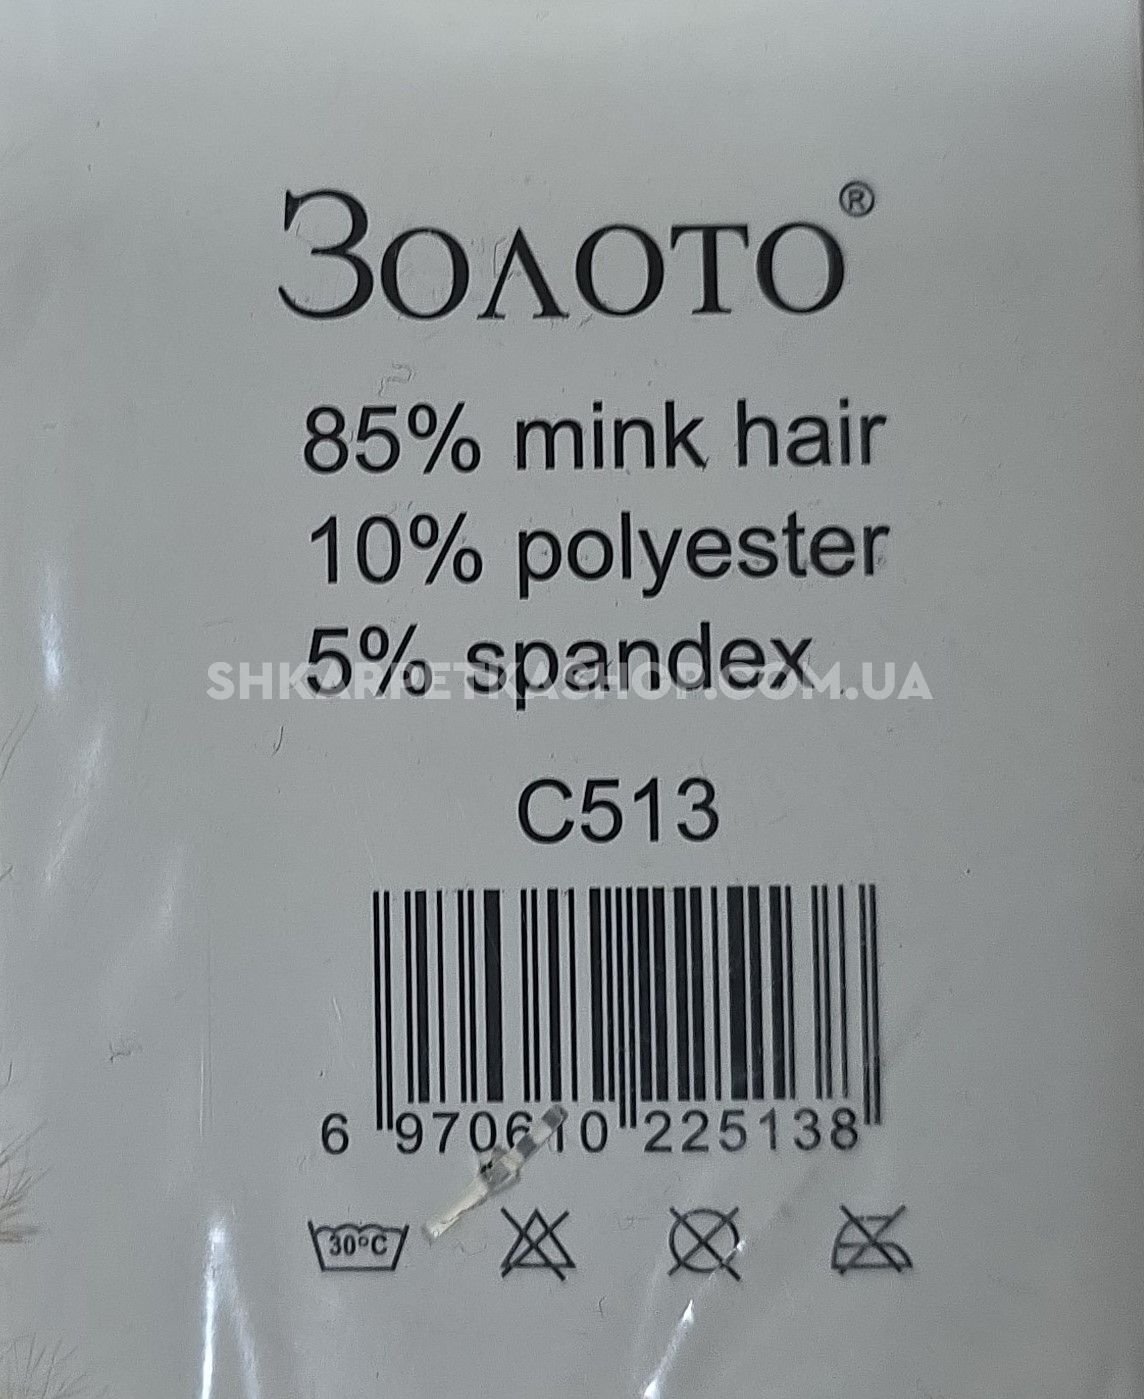 Золото®
85% mink hair
10% polyester
5% spandex
SHKARPETKASHOP.COM.UA
C513
6 970610 225138
30°C